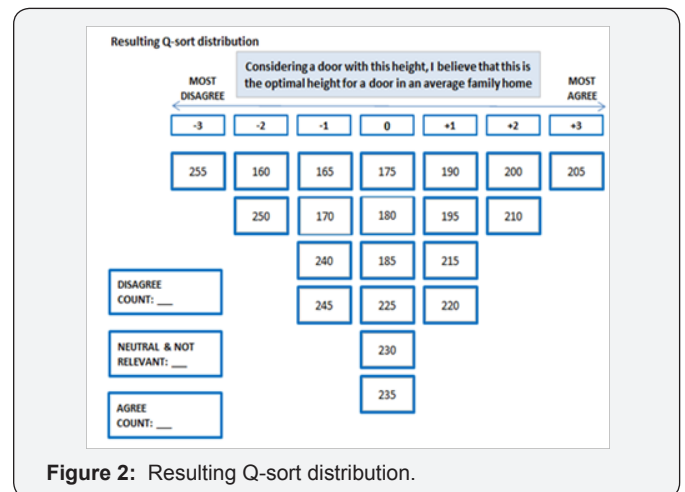 Resulting Q-sort distribution
Considering a door with this height, I believe that this is
the optimal height for a door in an average family home
MOST
DISAGREE
MOST
AGREE
-3 -2 -1 0 +1 +2 +3
255 160 165 175 190 200 205
250 170 180 195 210
240 185 215
245 225 220
230
235
DISAGREE
COUNT: __
NEUTRAL & NOT
RELEVANT: __
AGREE
COUNT: __
Figure 2: Resulting Q-sort distribution.